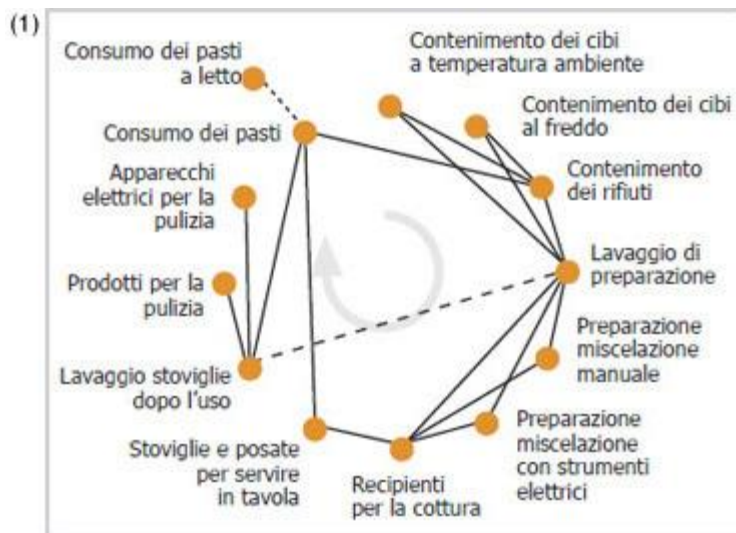 (1)
Consumo dei pasti
a letto
Contenimento dei cibi
a temperatura ambiente
Contenimento dei cibi
al freddo
Consumo dei pasti
Apparecchi
elettrici per la
pulizia
Contenimento
dei rifiuti
Lavaggio di
preparazione
Prodotti per la
pulizia
Preparazione
miscelazione
manuale
Lavaggio stoviglie
dopo l'uso
Preparazione
miscelazione
con strumenti
elettrici
Stoviglie e posate
per servire
in tavola
Recipienti
per la cottura